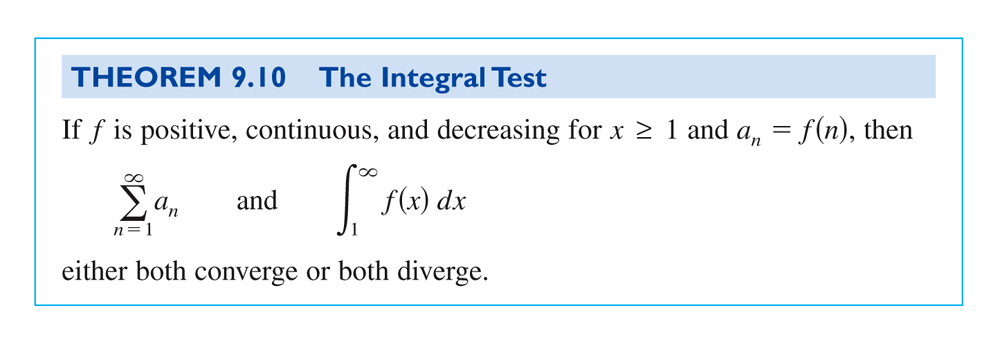 THEOREM 9.10 The Integral Test
If f is positive, continuous, and decreasing for x ≥ 1 and aₙ = f(n), then
∑_{n=1}^{∞} aₙ and ∫_{1}^{∞} f(x) dx
either both converge or both diverge.